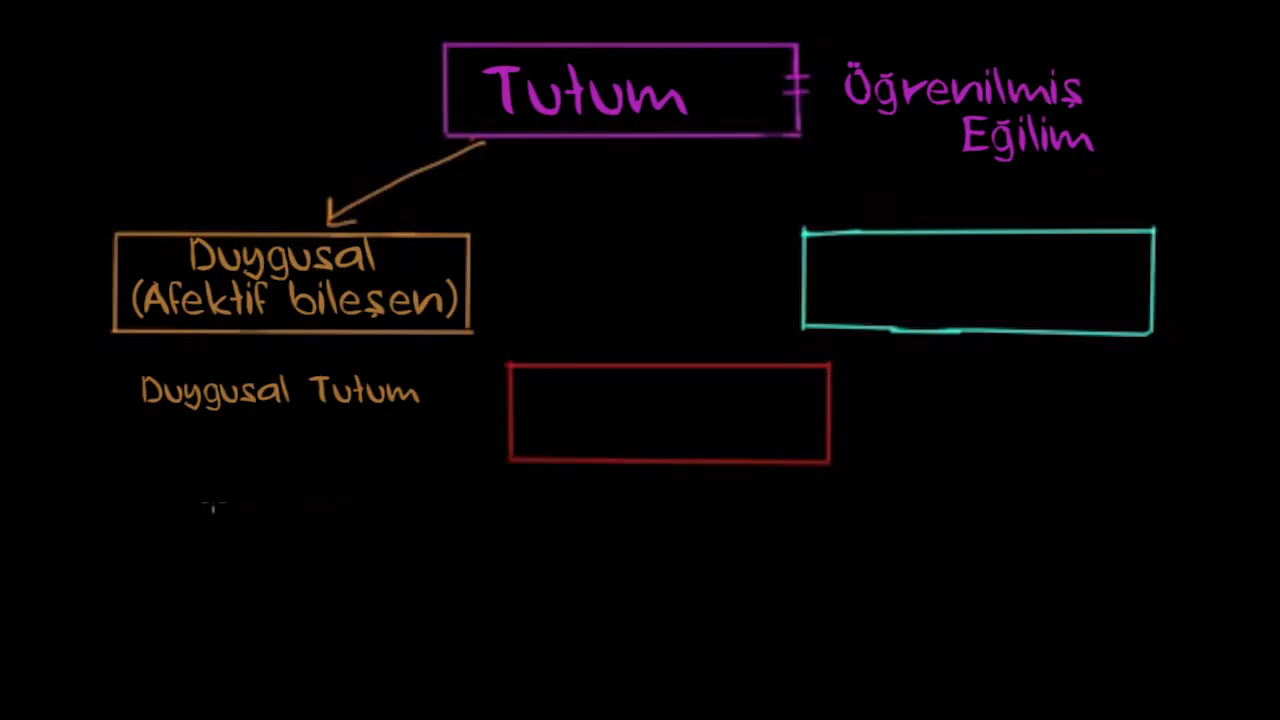 Tutum = Öğrenilmiş
Eğilim
Duygusal
(Afektif bileşen)
Duygusal Tutum